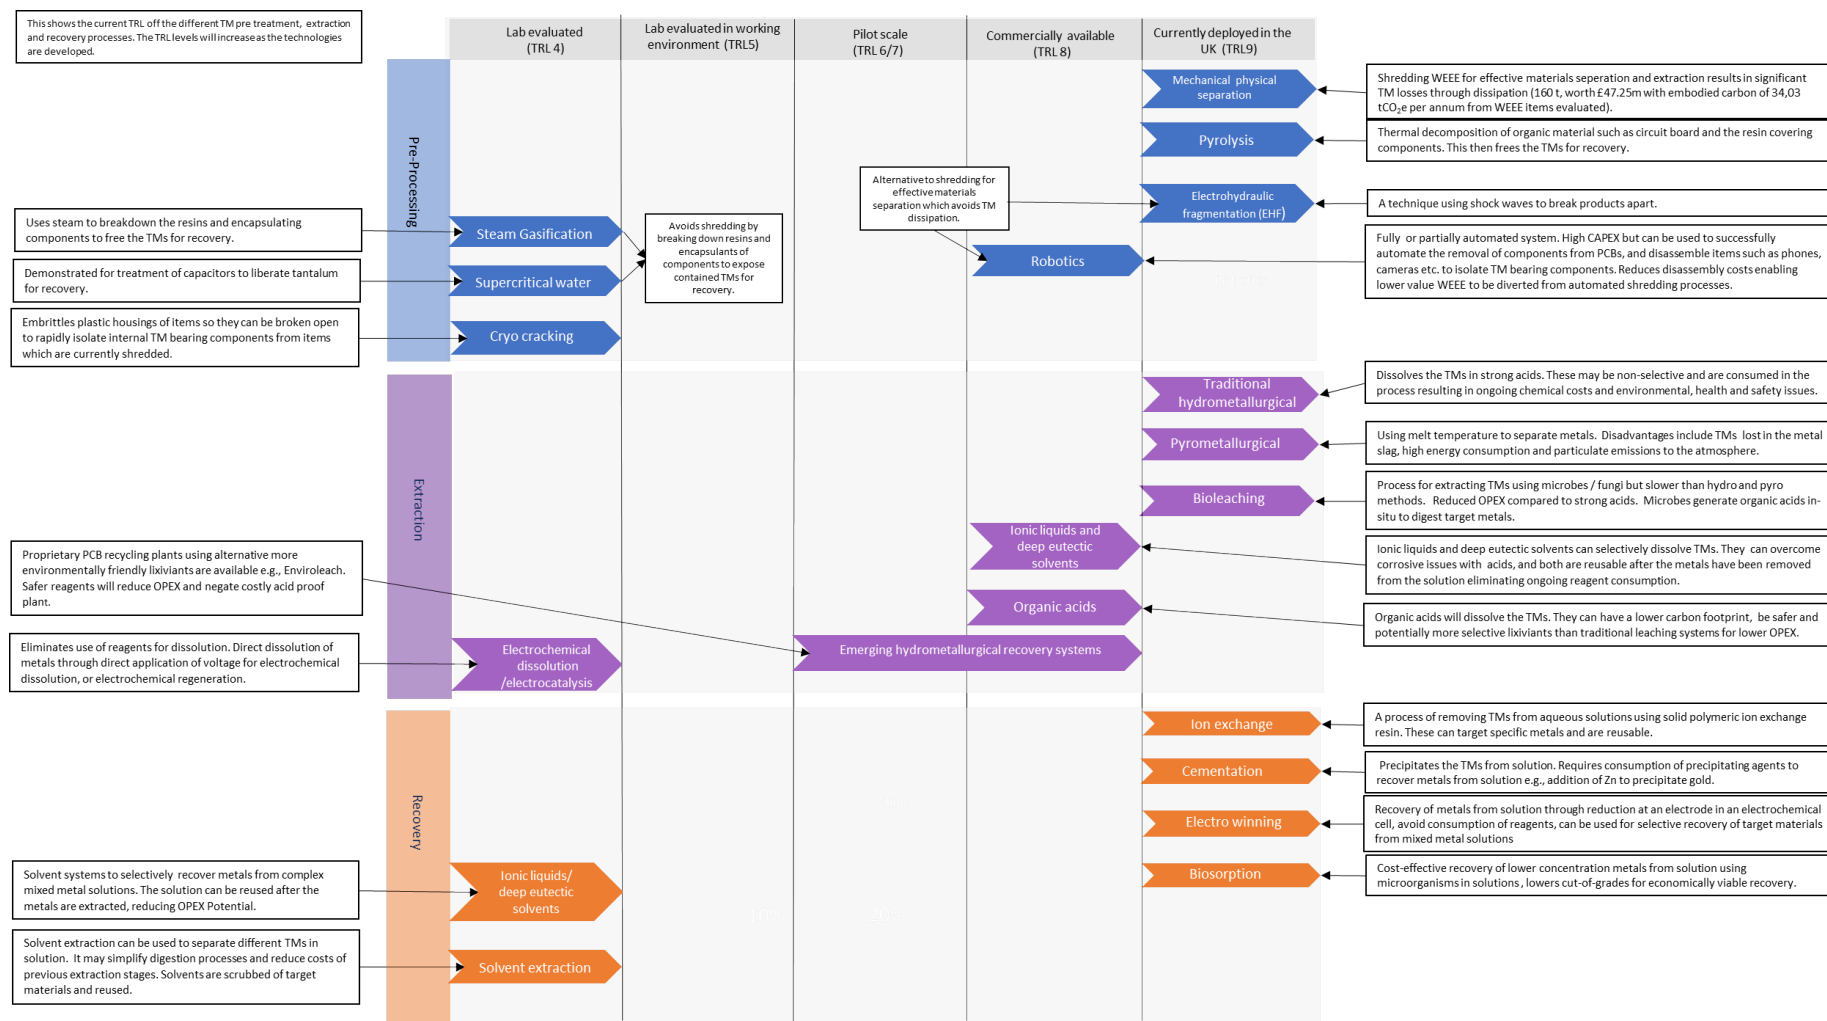 This shows the current TRL off the different TM pre treatment, extraction
and recovery processes. The TRL levels will increase as the technologies
are developed.
Lab evaluated
(TRL 4)
Lab evaluated in working
environment (TRL5)
Pilot scale
(TRL 6/7)
Commercially available
(TRL 8)
Currently deployed in the
UK (TRL9)
Pre-Processing
Mechanical physical
separation
Shredding WEEE for effective materials seperation and extraction results in significant
TM losses through dissipation (160 t, worth £47.25m with embodied carbon of 34,03
tCO₂e per annum from WEEE items evaluated).
Pyrolysis
Thermal decomposition of organic material such as circuit board and the resin covering
components. This then frees the TMs for recovery.
Alternative to shredding for
effective materials
separation which avoids TM
dissipation.
Electrohydraulic
fragmentation (EHF)
A technique using shock waves to break products apart.
Uses steam to breakdown the resins and encapsulating
components to free the TMs for recovery.
Steam Gasification
Avoids shredding by
breaking down resins and
encapsulants of
components to expose
contained TMs for
recovery.
Robotics
Fully or partially automated system. High CAPEX but can be used to successfully
automate the removal of components from PCBs, and disassemble items such as phones,
cameras etc. to isolate TM bearing components. Reduces disassembly costs enabling
lower value WEEE to be diverted from automated shredding processes.
Demonstrated for treatment of capacitors to liberate tantalum
for recovery.
Supercritical water
Embrittles plastic housings of items so they can be broken open
to rapidly isolate internal TM bearing components from items
which are currently shredded.
Cryo cracking
Extraction
Traditional
hydrometallurgical
Dissolves the TMs in strong acids. These may be non-selective and are consumed in the
process resulting in ongoing chemical costs and environmental, health and safety issues.
Pyrometallurgical
Using melt temperature to separate metals. Disadvantages include TMs lost in the metal
slag, high energy consumption and particulate emissions to the atmosphere.
Bioleaching
Process for extracting TMs using microbes / fungi but slower than hydro and pyro
methods. Reduced OPEX compared to strong acids. Microbes generate organic acids in-
situ to digest target metals.
Ionic liquids and
deep eutectic
solvents
Ionic liquids and deep eutectic solvents can selectively dissolve TMs. They can overcome
corrosive issues with acids, and both are reusable after the metals have been removed
from the solution eliminating ongoing reagent consumption.
Proprietary PCB recycling plants using alternative more
environmentally friendly lixiviants are available e.g., Enviroleach.
Safer reagents will reduce OPEX and negate costly acid proof
plant.
Organic acids
Organic acids will dissolve the TMs. They can have a lower carbon footprint, be safer and
potentially more selective lixiviants than traditional leaching systems for lower OPEX.
Eliminates use of reagents for dissolution. Direct dissolution of
metals through direct application of voltage for electrochemical
dissolution, or electrochemical regeneration.
Electrochemical
dissolution
/electrocatalysis
Emerging hydrometallurgical recovery systems
Recovery
Ion exchange
A process of removing TMs from aqueous solutions using solid polymeric ion exchange
resin. These can target specific metals and are reusable.
Cementation
Precipitates the TMs from solution. Requires consumption of precipitating agents to
recover metals from solution e.g., addition of Zn to precipitate gold.
Electro winning
Recovery of metals from solution through reduction at an electrode in an electrochemical
cell, avoid consumption of reagents, can be used for selective recovery of target materials
from mixed metal solutions
Solvent systems to selectively recover metals from complex
mixed metal solutions. The solution can be reused after the
metals are extracted, reducing OPEX Potential.
Ionic liquids/
deep eutectic
solvents
Biosorption
Cost-effective recovery of lower concentration metals from solution using
microorganisms in solutions , lowers cut-of-grades for economically viable recovery.
Solvent extraction can be used to separate different TMs in
solution. It may simplify digestion processes and reduce costs of
previous extraction stages. Solvents are scrubbed of target
materials and reused.
Solvent extraction